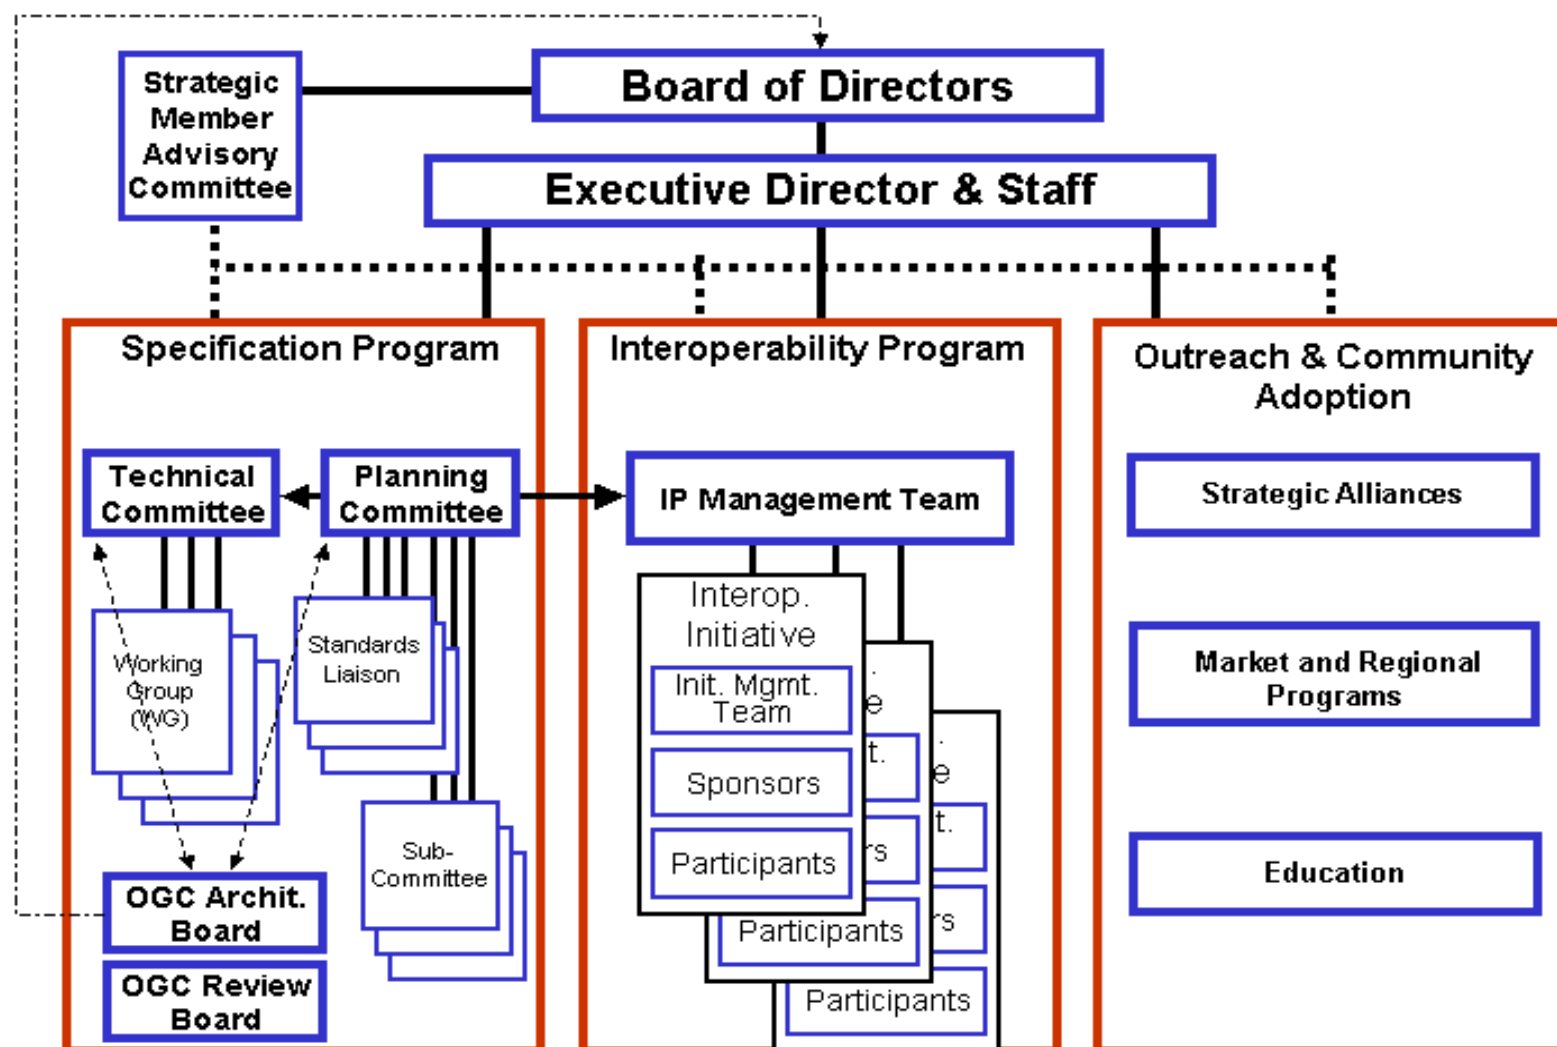 Board of Directors
Strategic
Member
Advisory
Committee
Executive Director & Staff
Specification Program
Technical
Committee
Planning
Committee
Working
Group
(WG)
Standards
Liaison
Sub-
Committee
OGC Archit.
Board
OGC Review
Board
Interoperability Program
IP Management Team
Interop.
Initiative
Init. Mgmt.
Team
Sponsors
Participants
.
e
t.
rs
Participants
.
e
t.
rs
Participants
Outreach & Community
Adoption
Strategic Alliances
Market and Regional
Programs
Education